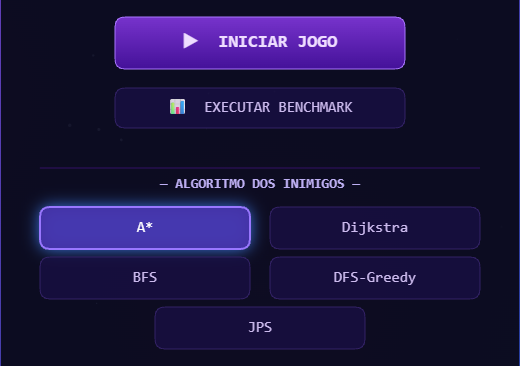 INICIAR JOGO
EXECUTAR BENCHMARK
— ALGORITMO DOS INIMIGOS —
A* Dijkstra
BFS DFS-Greedy
JPS